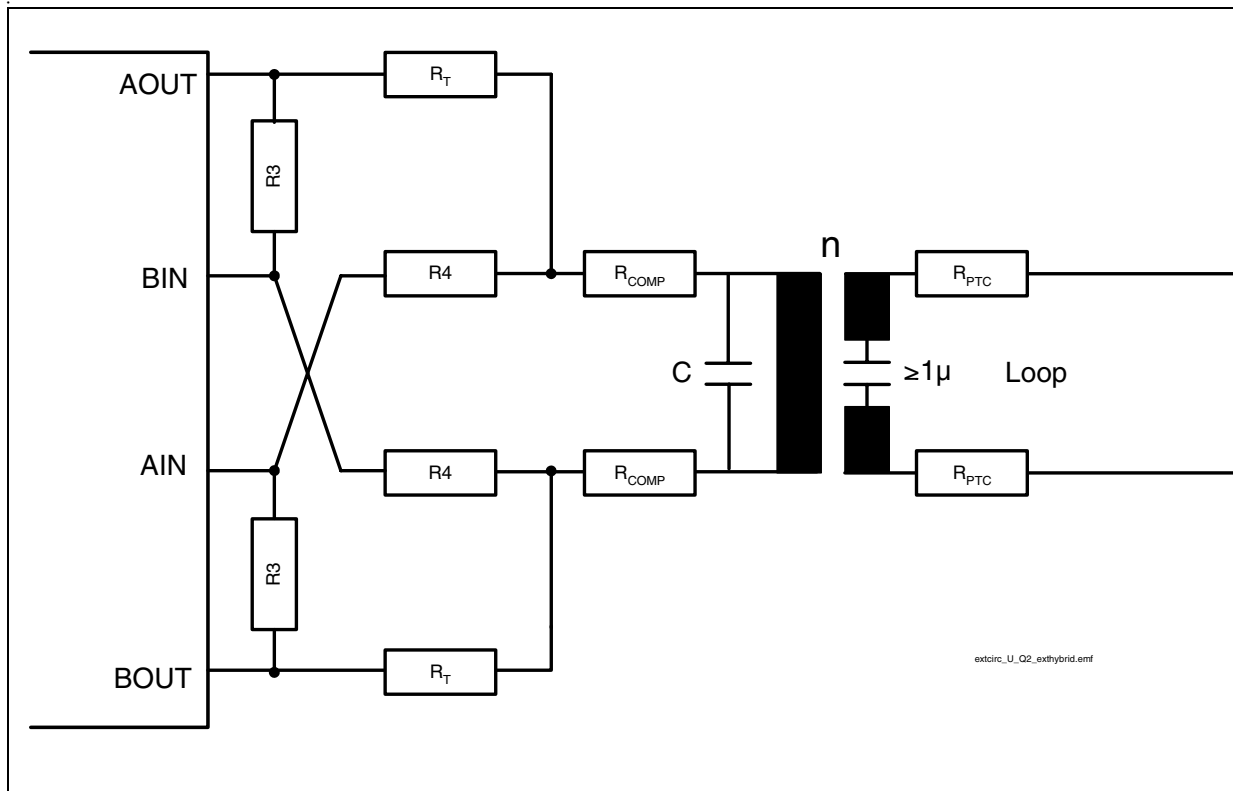 AOUT
R_T
R3
n
BIN
R4
R_COMP
R_PTC
C
≥1µ
Loop
AIN
R4
R_COMP
R_PTC
R3
extcirc_U_Q2_exthybrid.emf
BOUT
R_T